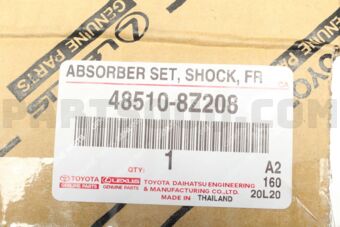 GENUINE PARTS
ABSORBER SET, SHOCK, FR
48510-8Z208
QTY:
1
A2
160
20L20
TOYOTA
GENUINE PARTS
LEXUS
GENUINE PARTS
TOYOTA DAIHATSU ENGINEERING
& MANUFACTURING CO.,LTD.
MADE IN THAILAND